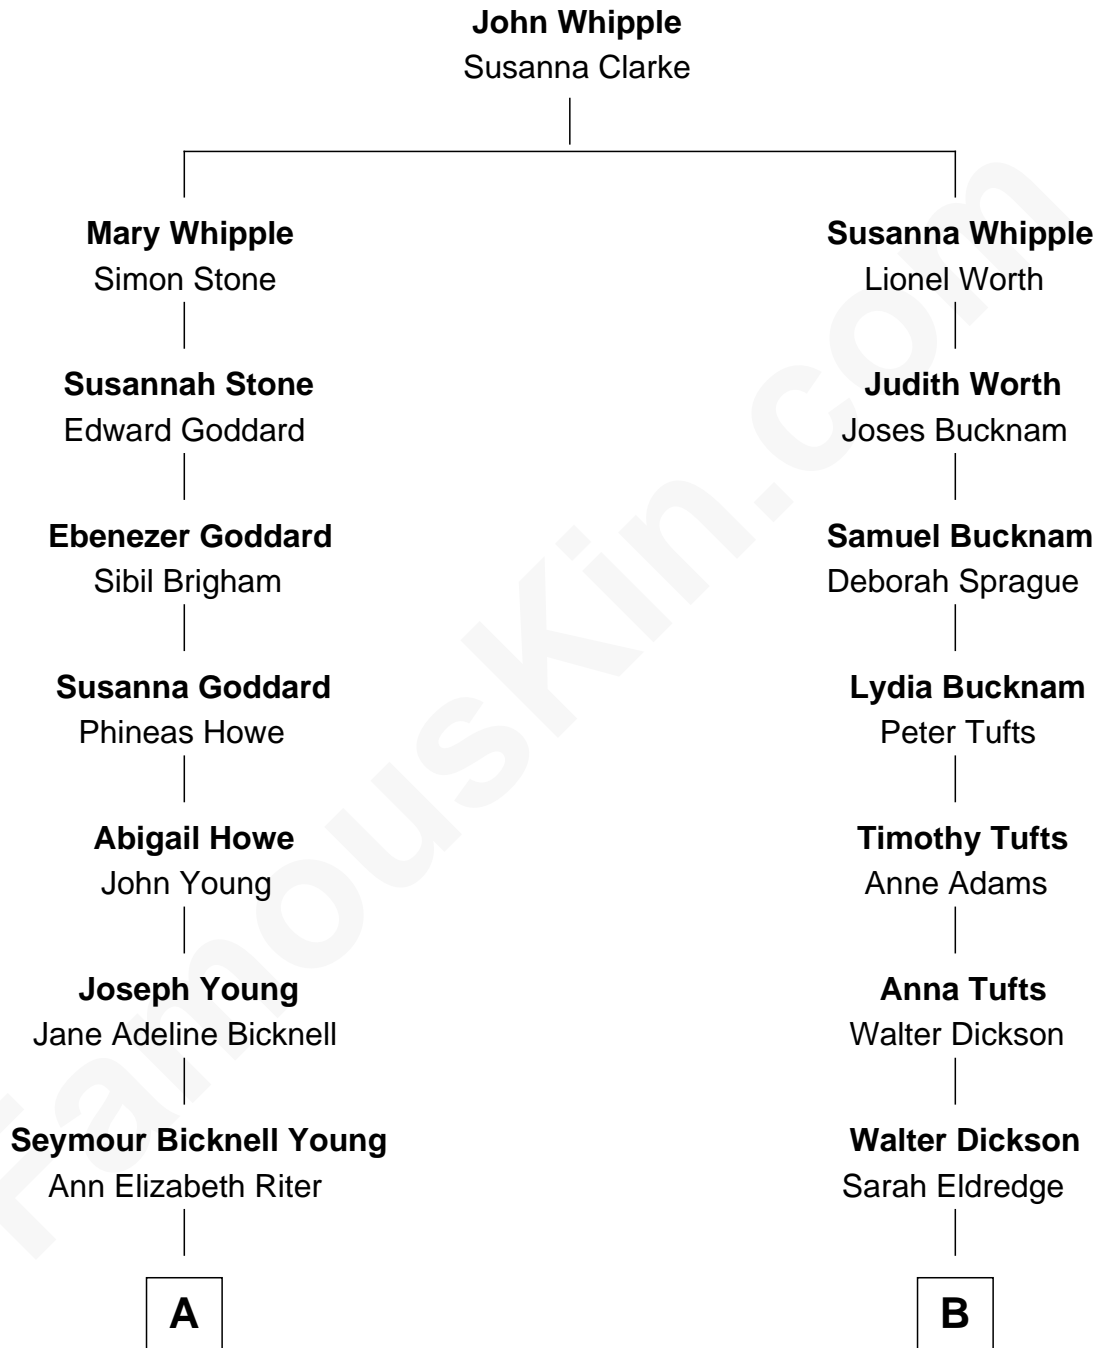 John Whipple
Susanna Clarke
Mary Whipple
Simon Stone
Susanna Whipple
Lionel Worth
Susannah Stone
Edward Goddard
Judith Worth
Joses Bucknam
Ebenezer Goddard
Sibil Brigham
Samuel Bucknam
Deborah Sprague
Susanna Goddard
Phineas Howe
Lydia Bucknam
Peter Tufts
Abigail Howe
John Young
Timothy Tufts
Anne Adams
Joseph Young
Jane Adeline Bicknell
Anna Tufts
Walter Dickson
Seymour Bicknell Young
Ann Elizabeth Riter
Walter Dickson
Sarah Eldredge
A
B
FamousKin.com